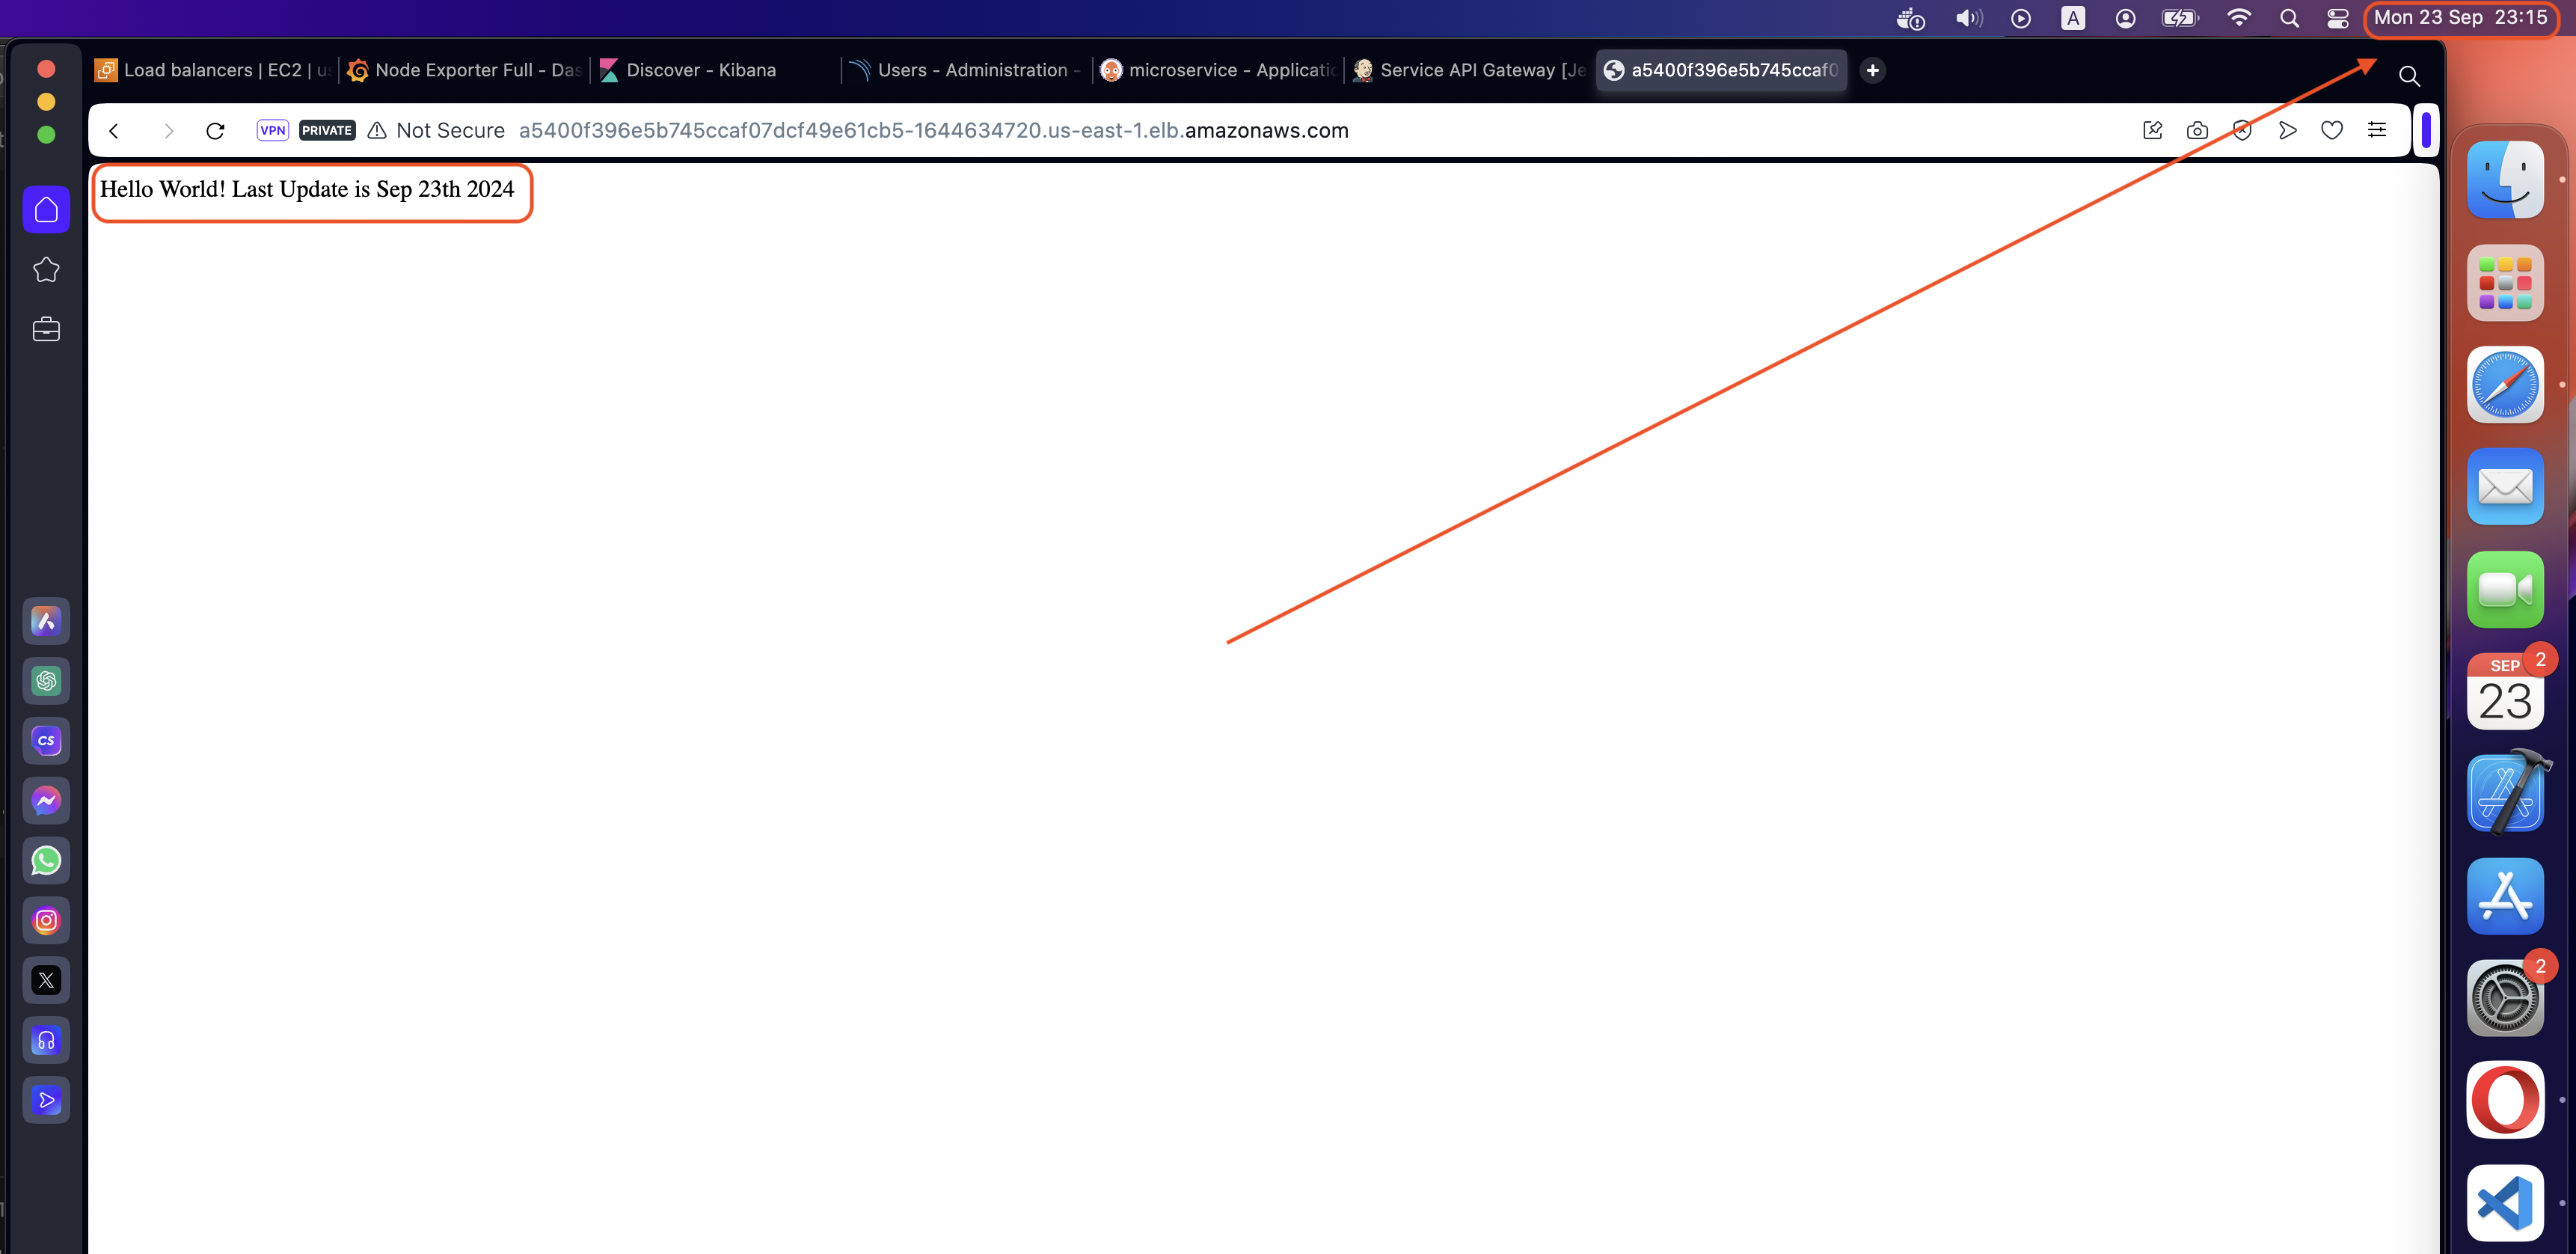 Mon 23 Sep 23:15
Load balancers | EC2 | us
Node Exporter Full - Das
Discover - Kibana
Users - Administration -
microservice - Applicatio
Service API Gateway [Je
a5400f396e5b745ccaf0
VPN PRIVATE Not Secure a5400f396e5b745ccaf07dcf49e61cb5-1644634720.us-east-1.elb.amazonaws.com
Hello World! Last Update is Sep 23th 2024
A
CS
SEP
23
2
2